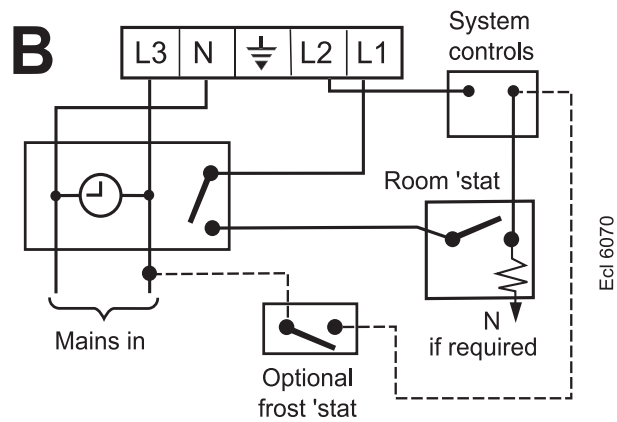 B
L3 N L2 L1
System
controls
Room 'stat
Ecl 6070
Mains in
N
if required
Optional
frost 'stat